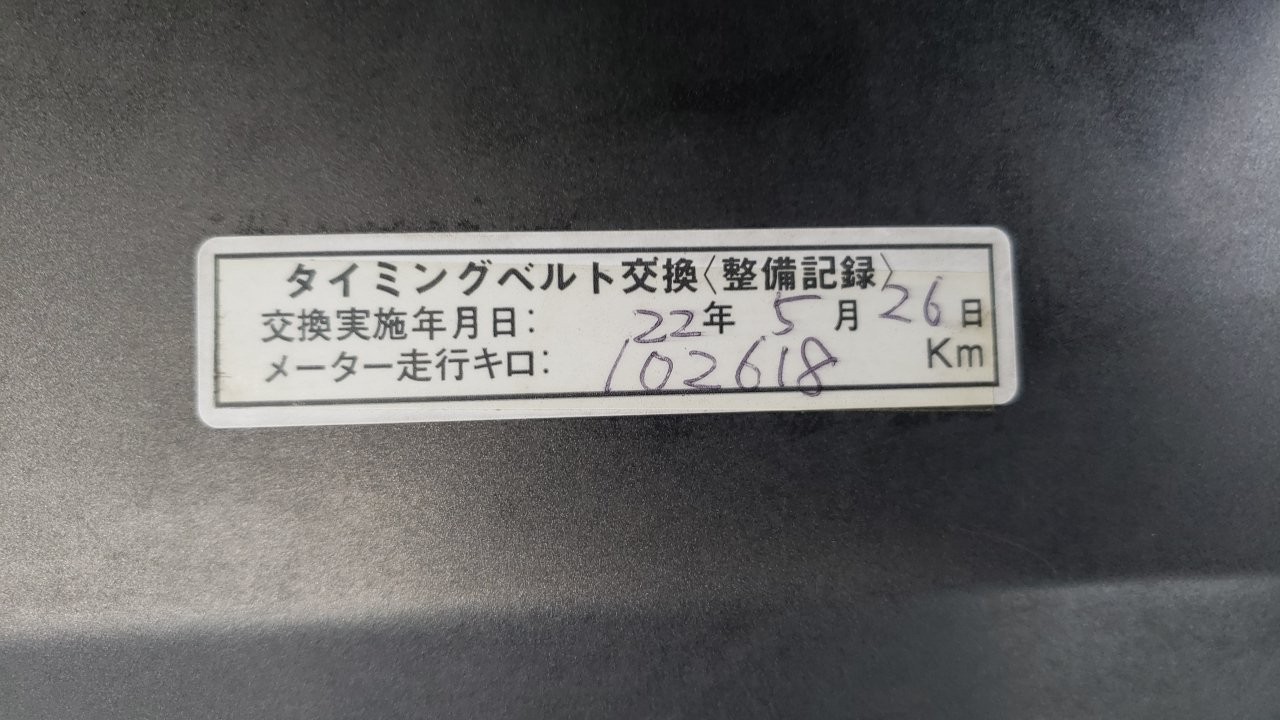 タイミングベルト交換〈整備記録〉
交換実施年月日: 22年 5月 26日
メーター走行キロ: 102618 Km